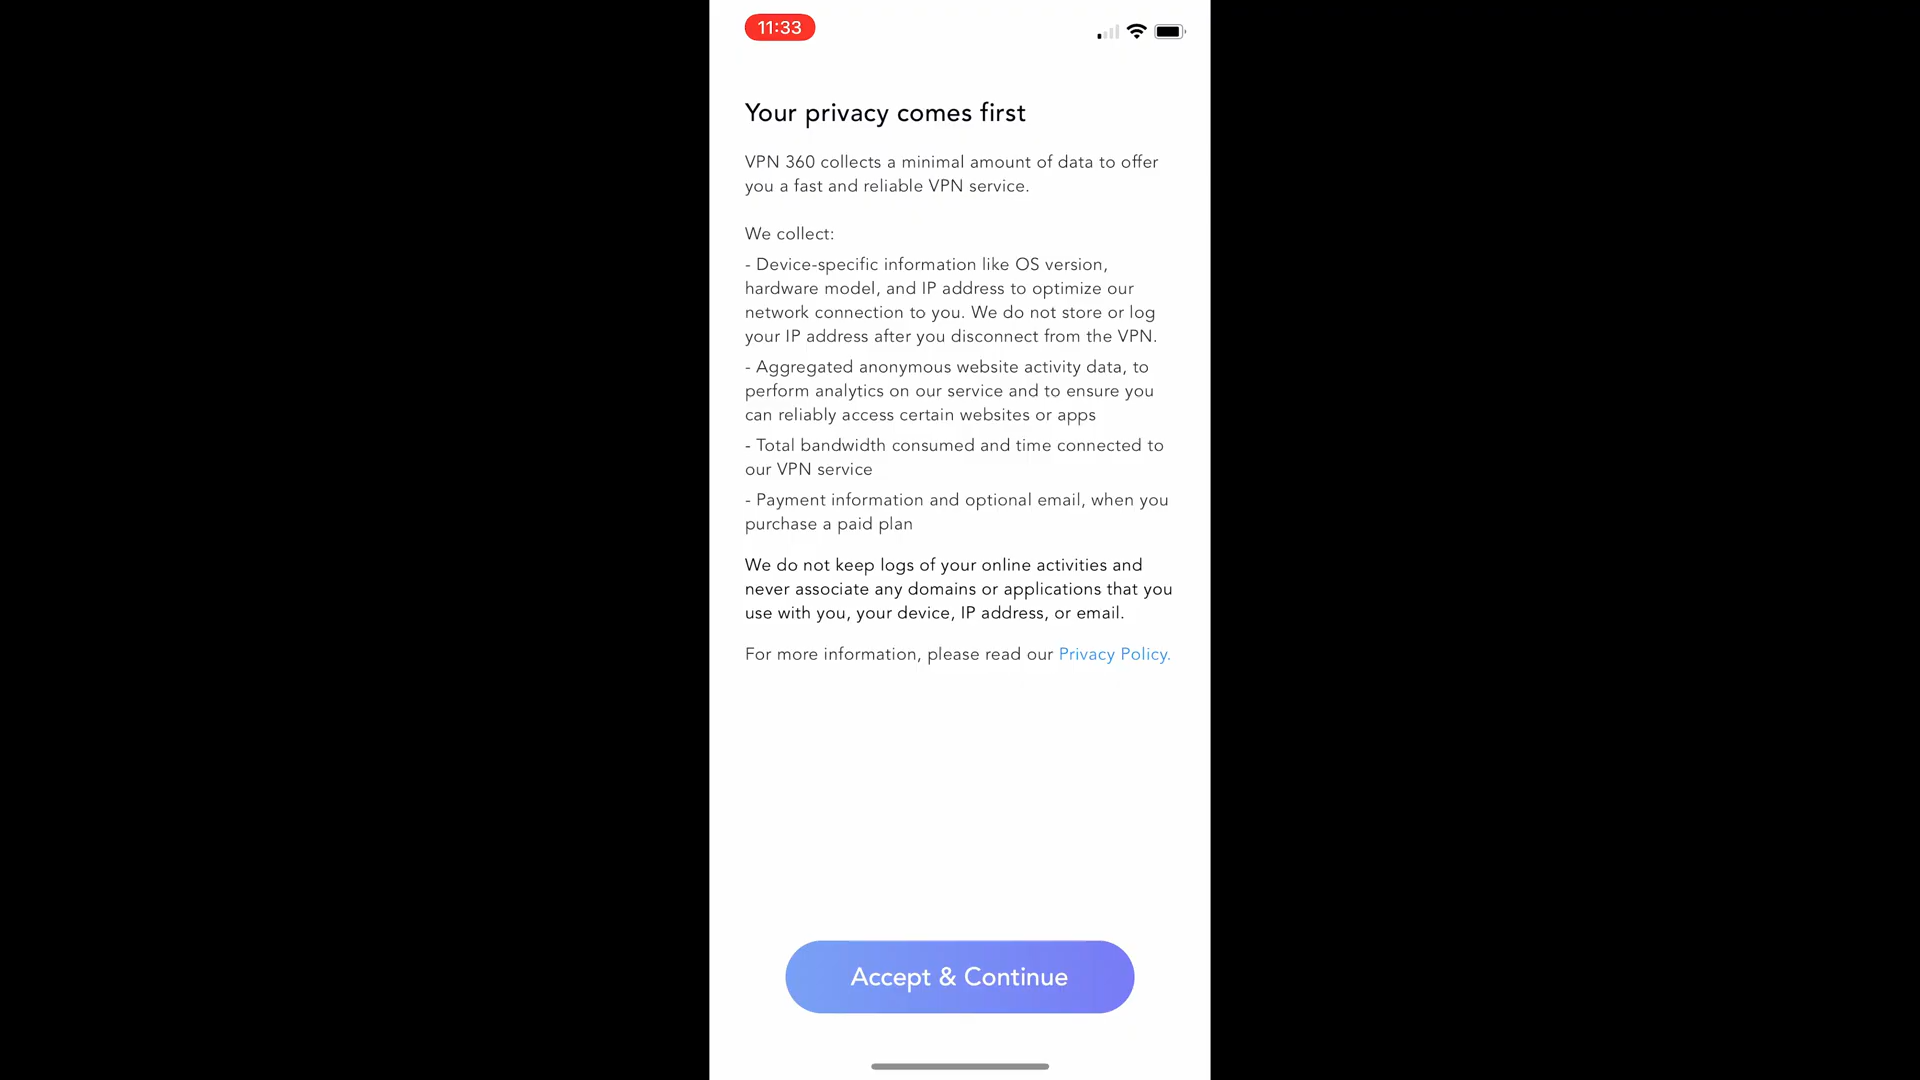 11:33
Your privacy comes first
VPN 360 collects a minimal amount of data to offer
you a fast and reliable VPN service.
We collect:
- Device-specific information like OS version,
hardware model, and IP address to optimize our
network connection to you. We do not store or log
your IP address after you disconnect from the VPN.
- Aggregated anonymous website activity data, to
perform analytics on our service and to ensure you
can reliably access certain websites or apps
- Total bandwidth consumed and time connected to
our VPN service
- Payment information and optional email, when you
purchase a paid plan
We do not keep logs of your online activities and
never associate any domains or applications that you
use with you, your device, IP address, or email.
For more information, please read our Privacy Policy.
Accept & Continue